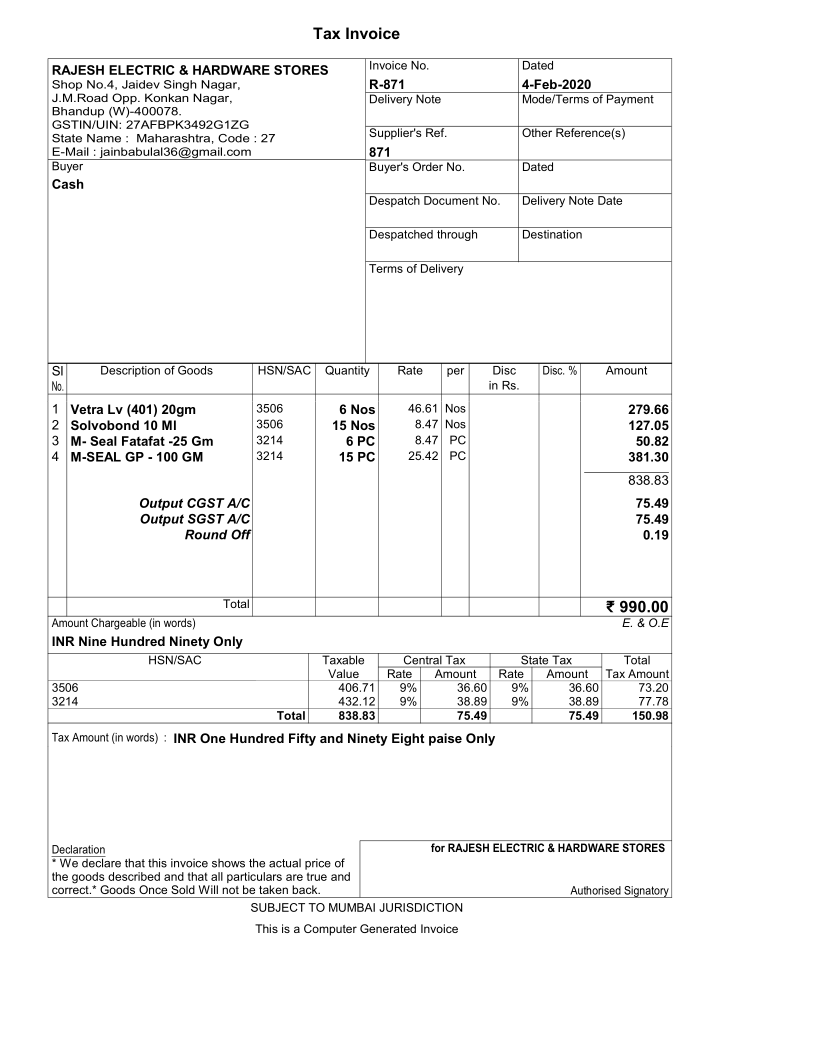 Tax Invoice
RAJESH ELECTRIC & HARDWARE STORES
Shop No.4, Jaidev Singh Nagar,
J.M.Road Opp. Konkan Nagar,
Bhandup (W)-400078.
GSTIN/UIN: 27AFBPK3492G1ZG
State Name : Maharashtra, Code : 27
E-Mail : jainbabulal36@gmail.com
Buyer
Cash
Invoice No. Dated
R-871 4-Feb-2020
Delivery Note Mode/Terms of Payment
Supplier's Ref. Other Reference(s)
871
Buyer's Order No. Dated
Despatch Document No. Delivery Note Date
Despatched through Destination
Terms of Delivery
Sl Description of Goods HSN/SAC Quantity Rate per Disc Disc. % Amount
No. in Rs.
1 Vetra Lv (401) 20gm 3506 6 Nos 46.61 Nos 279.66
2 Solvobond 10 Ml 3506 15 Nos 8.47 Nos 127.05
3 M- Seal Fatafat -25 Gm 3214 6 PC 8.47 PC 50.82
4 M-SEAL GP - 100 GM 3214 15 PC 25.42 PC 381.30
838.83
Output CGST A/C 75.49
Output SGST A/C 75.49
Round Off 0.19
Total ₹ 990.00
Amount Chargeable (in words) E. & O.E
INR Nine Hundred Ninety Only
HSN/SAC Taxable Central Tax State Tax Total
Value Rate Amount Rate Amount Tax Amount
3506 406.71 9% 36.60 9% 36.60 73.20
3214 432.12 9% 38.89 9% 38.89 77.78
Total 838.83 75.49 75.49 150.98
Tax Amount (in words) : INR One Hundred Fifty and Ninety Eight paise Only
Declaration
* We declare that this invoice shows the actual price of
the goods described and that all particulars are true and
correct.* Goods Once Sold Will not be taken back.
for RAJESH ELECTRIC & HARDWARE STORES
Authorised Signatory
SUBJECT TO MUMBAI JURISDICTION
This is a Computer Generated Invoice